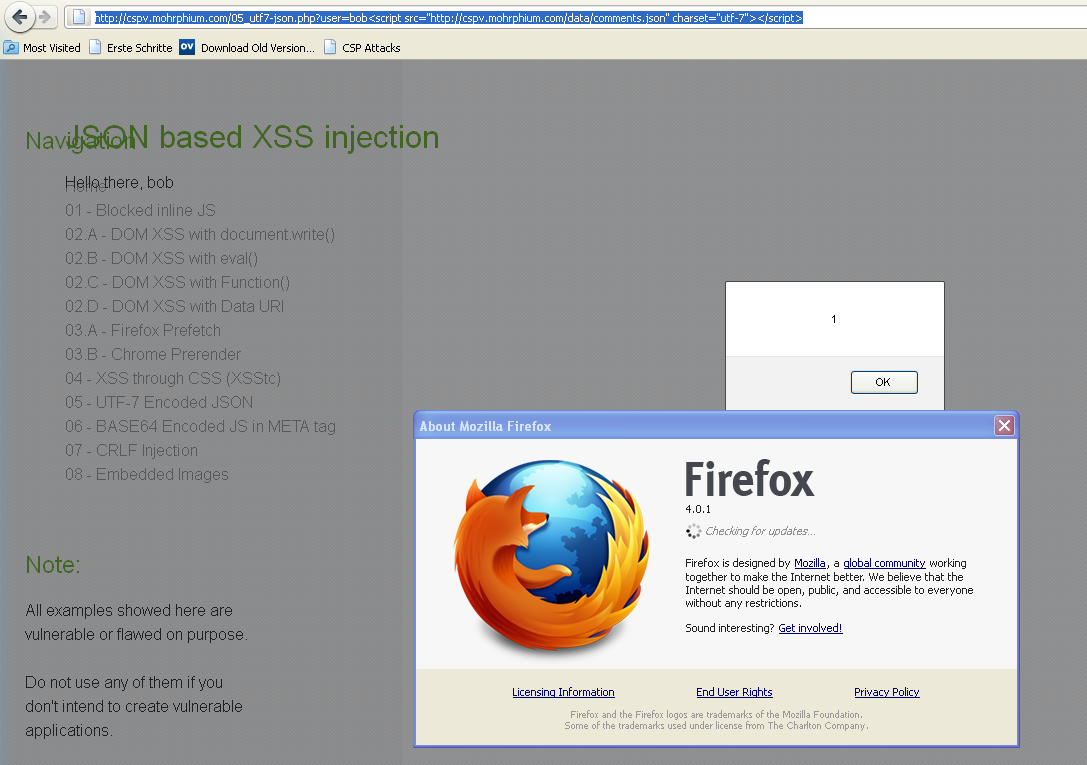 http://cspv.mohrphium.com/05_utf7-json.php?user=bob<script src="http://cspv.mohrphium.com/data/comments.json" charset="utf-7"></script>
Most Visited
Erste Schritte
OV
Download Old Version...
CSP Attacks
Navigation
JSON based XSS injection
Hello there, bob
Home
01 - Blocked inline JS
02.A - DOM XSS with document.write()
02.B - DOM XSS with eval()
02.C - DOM XSS with Function()
02.D - DOM XSS with Data URI
03.A - Firefox Prefetch
03.B - Chrome Prerender
04 - XSS through CSS (XSStc)
05 - UTF-7 Encoded JSON
06 - BASE64 Encoded JS in META tag
07 - CRLF Injection
08 - Embedded Images
Note:
All examples showed here are
vulnerable or flawed on purpose.
Do not use any of them if you
don't intend to create vulnerable
applications.
1
OK
About Mozilla Firefox
Firefox
4.0.1
Checking for updates...
Firefox is designed by Mozilla, a global community working
together to make the Internet better. We believe that the
Internet should be open, public, and accessible to everyone
without any restrictions.
Sound interesting? Get involved!
Licensing Information
End User Rights
Privacy Policy
Firefox and the Firefox logos are trademarks of the Mozilla Foundation.
Some of the trademarks used under license from The Charlton Company.